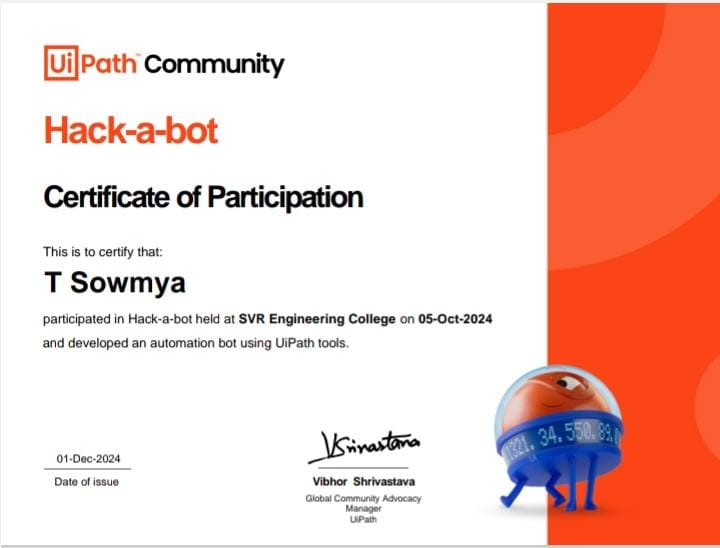 UiPath™ Community
Hack-a-bot
Certificate of Participation
This is to certify that:
T Sowmya
participated in Hack-a-bot held at SVR Engineering College on 05-Oct-2024
and developed an automation bot using UiPath tools.
01-Dec-2024
Date of issue
VSrivastava
Vibhor Shrivastava
Global Community Advocacy
Manager
UiPath
1321. 34. 550. 89.